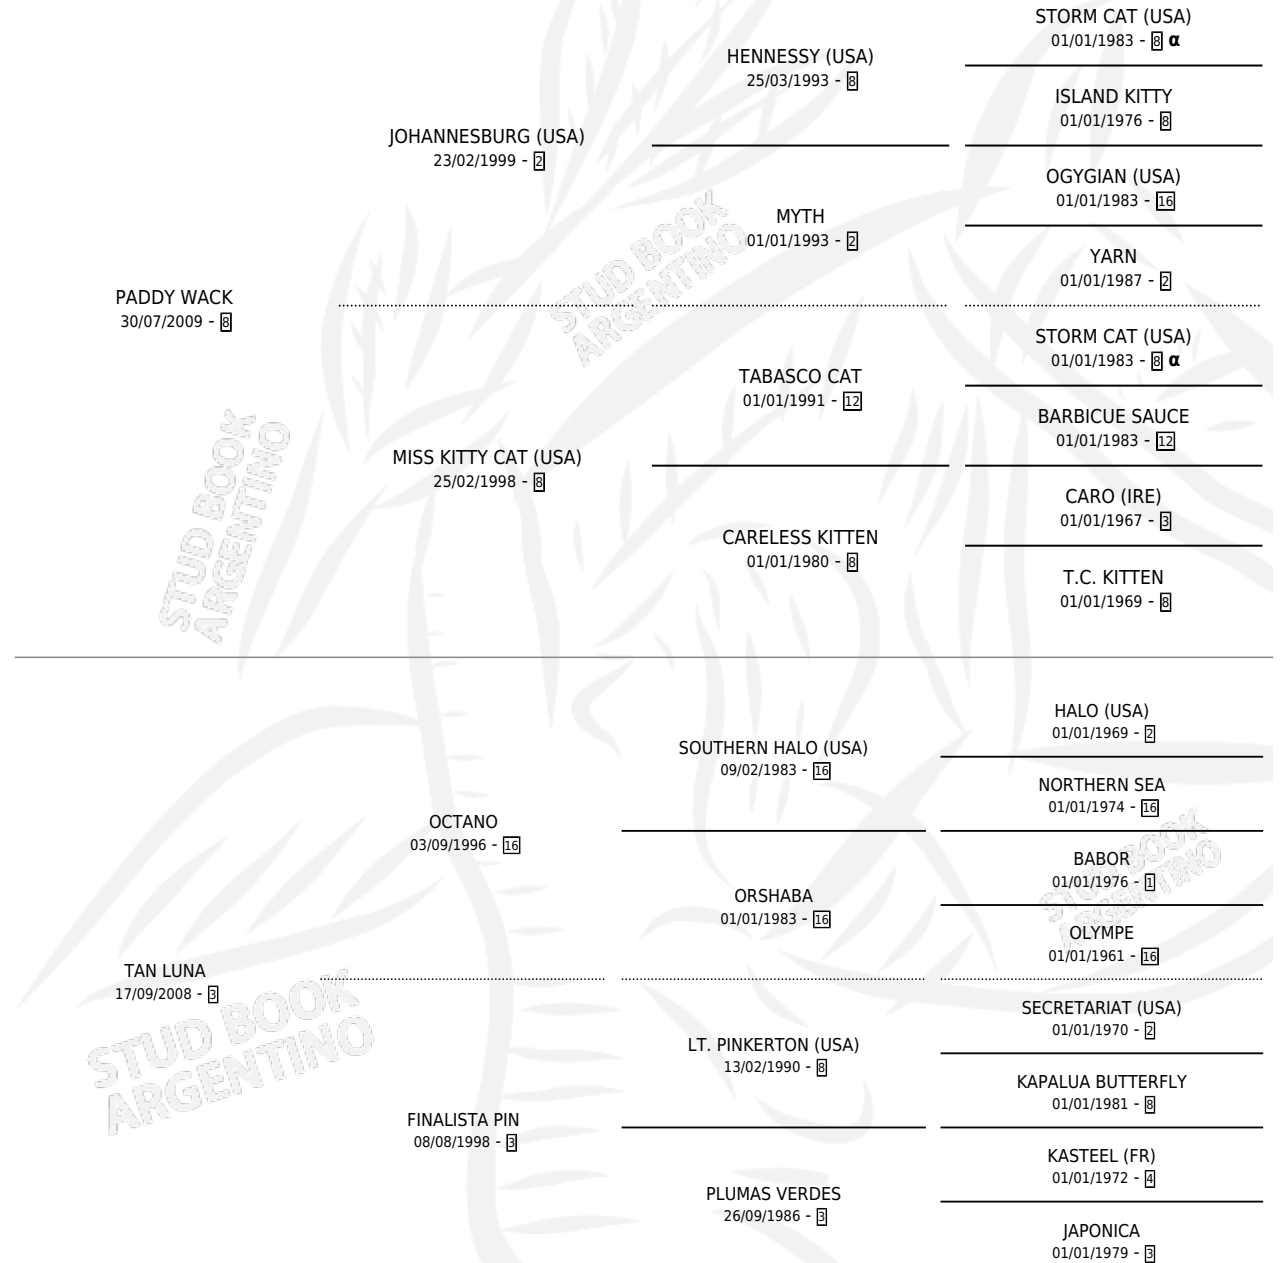 STORM CAT (USA)
01/01/1983 - 8 α
HENNESSY (USA)
25/03/1993 - 8
ISLAND KITTY
01/01/1976 - 8
JOHANNESBURG (USA)
23/02/1999 - 2
OGYGIAN (USA)
01/01/1983 - 16
MYTH
01/01/1993 - 2
YARN
01/01/1987 - 2
PADDY WACK
30/07/2009 - 8
STORM CAT (USA)
01/01/1983 - 8 α
TABASCO CAT
01/01/1991 - 12
BARBICUE SAUCE
01/01/1983 - 12
MISS KITTY CAT (USA)
25/02/1998 - 8
CARO (IRE)
01/01/1967 - 3
CARELESS KITTEN
01/01/1980 - 8
T.C. KITTEN
01/01/1969 - 8
HALO (USA)
01/01/1969 - 2
SOUTHERN HALO (USA)
09/02/1983 - 16
NORTHERN SEA
01/01/1974 - 16
OCTANO
03/09/1996 - 16
BABOR
01/01/1976 - 1
ORSHABA
01/01/1983 - 16
OLYMPE
01/01/1961 - 16
TAN LUNA
17/09/2008 - 3
SECRETARIAT (USA)
01/01/1970 - 2
LT. PINKERTON (USA)
13/02/1990 - 8
KAPALUA BUTTERFLY
01/01/1981 - 8
FINALISTA PIN
08/08/1998 - 3
KASTEEL (FR)
01/01/1972 - 4
PLUMAS VERDES
26/09/1986 - 3
JAPONICA
01/01/1979 - 3
STUD BOOK
ARGENTINO
STUD BOOK
ARGENTINO
STUD BOOK
ARGENTINO
STUD BOOK
ARGENTINO